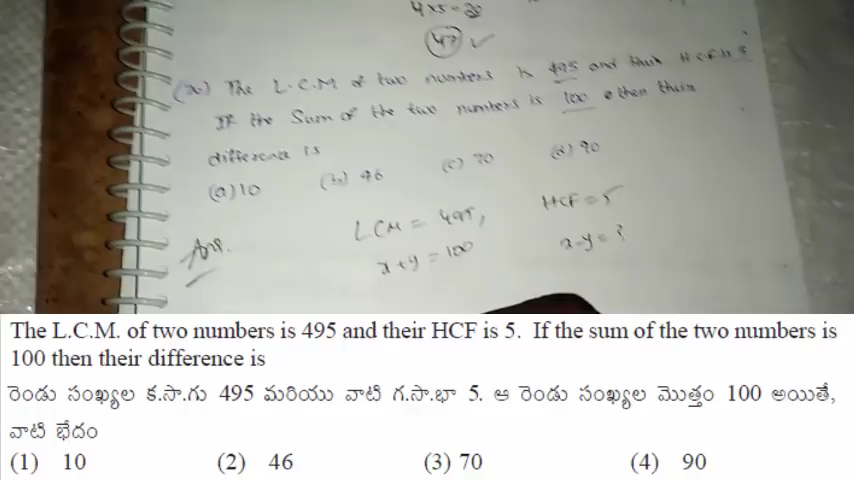 4×5=20
47 ✓
(20) The L.C.M of two numbers is 495 and their HCF is 5
If the Sum of the two numbers is 100 then their
difference is
(a) 10 (b) 46 (c) 70 (d) 90
Ans. LCM = 495, HCF = 5
x+y = 100 x-y = ?
The L.C.M. of two numbers is 495 and their HCF is 5. If the sum of the two numbers is
100 then their difference is
రెండు సంఖ్యల క.సా.గు 495 మరియు వాటి గ.సా.భా 5. ఆ రెండు సంఖ్యల మొత్తం 100 అయితే,
వాటి భేదం
(1) 10 (2) 46 (3) 70 (4) 90